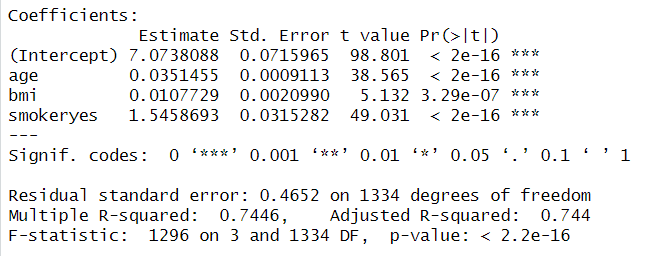 Coefficients:
             Estimate Std. Error t value Pr(>|t|)
(Intercept) 7.0738088  0.0715965  98.801  < 2e-16 ***
age         0.0351455  0.0009113  38.565  < 2e-16 ***
bmi         0.0107729  0.0020990   5.132 3.29e-07 ***
smokeryes   1.5458693  0.0315282  49.031  < 2e-16 ***
---
Signif. codes:  0 ‘***’ 0.001 ‘**’ 0.01 ‘*’ 0.05 ‘.’ 0.1 ‘ ’ 1

Residual standard error: 0.4652 on 1334 degrees of freedom
Multiple R-squared:  0.7446,    Adjusted R-squared:  0.744
F-statistic:  1296 on 3 and 1334 DF,  p-value: < 2.2e-16